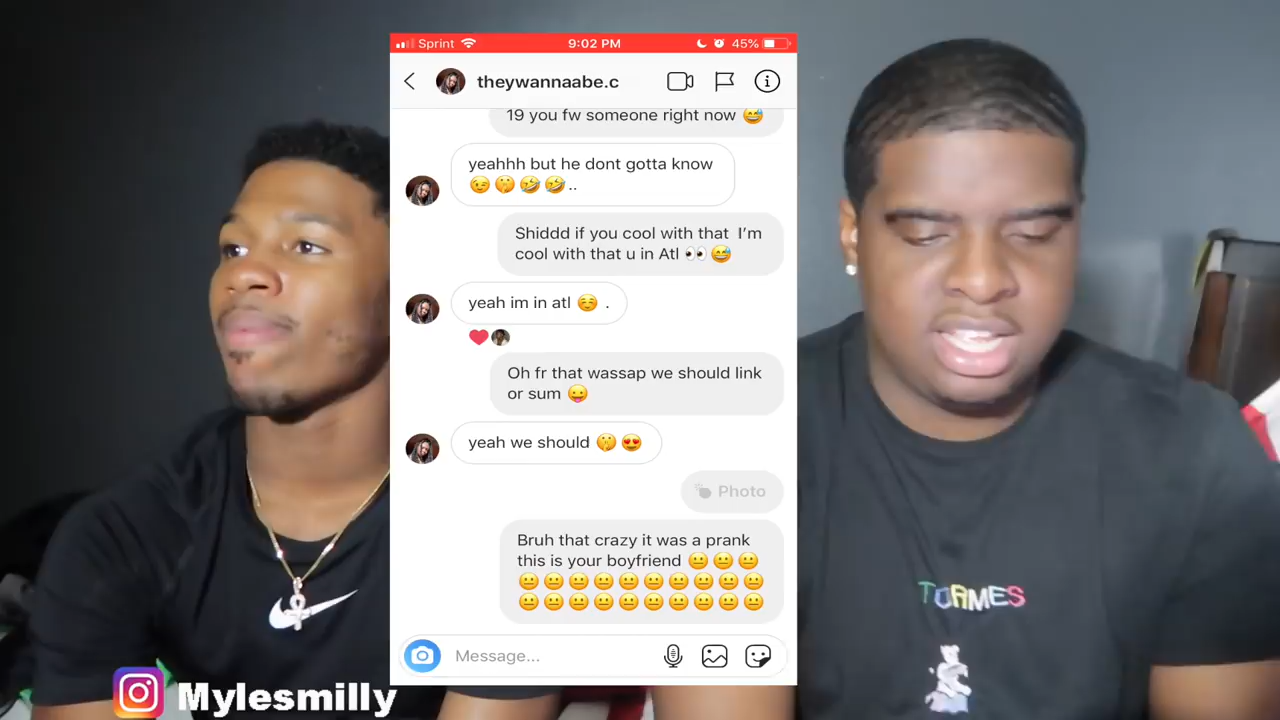 Sprint 9:02 PM 45%
theywannaabe.c
19 you fw someone right now 😅
yeahhh but he dont gotta know
😉 🤫 🤣 🤣 ..
Shiddd if you cool with that I’m
cool with that u in Atl 👀 😅
yeah im in atl ☺️ .
❤️
Oh fr that wassap we should link
or sum 😛
yeah we should 🤫 😍
Photo
Bruh that crazy it was a prank
this is your boyfriend 😐 😐 😐
😐 😐 😐 😐 😐 😐 😐 😐 😐 😐
😐 😐 😐 😐 😐 😐 😐 😐 😐 😐
Message...
TORMES
Mylesmilly